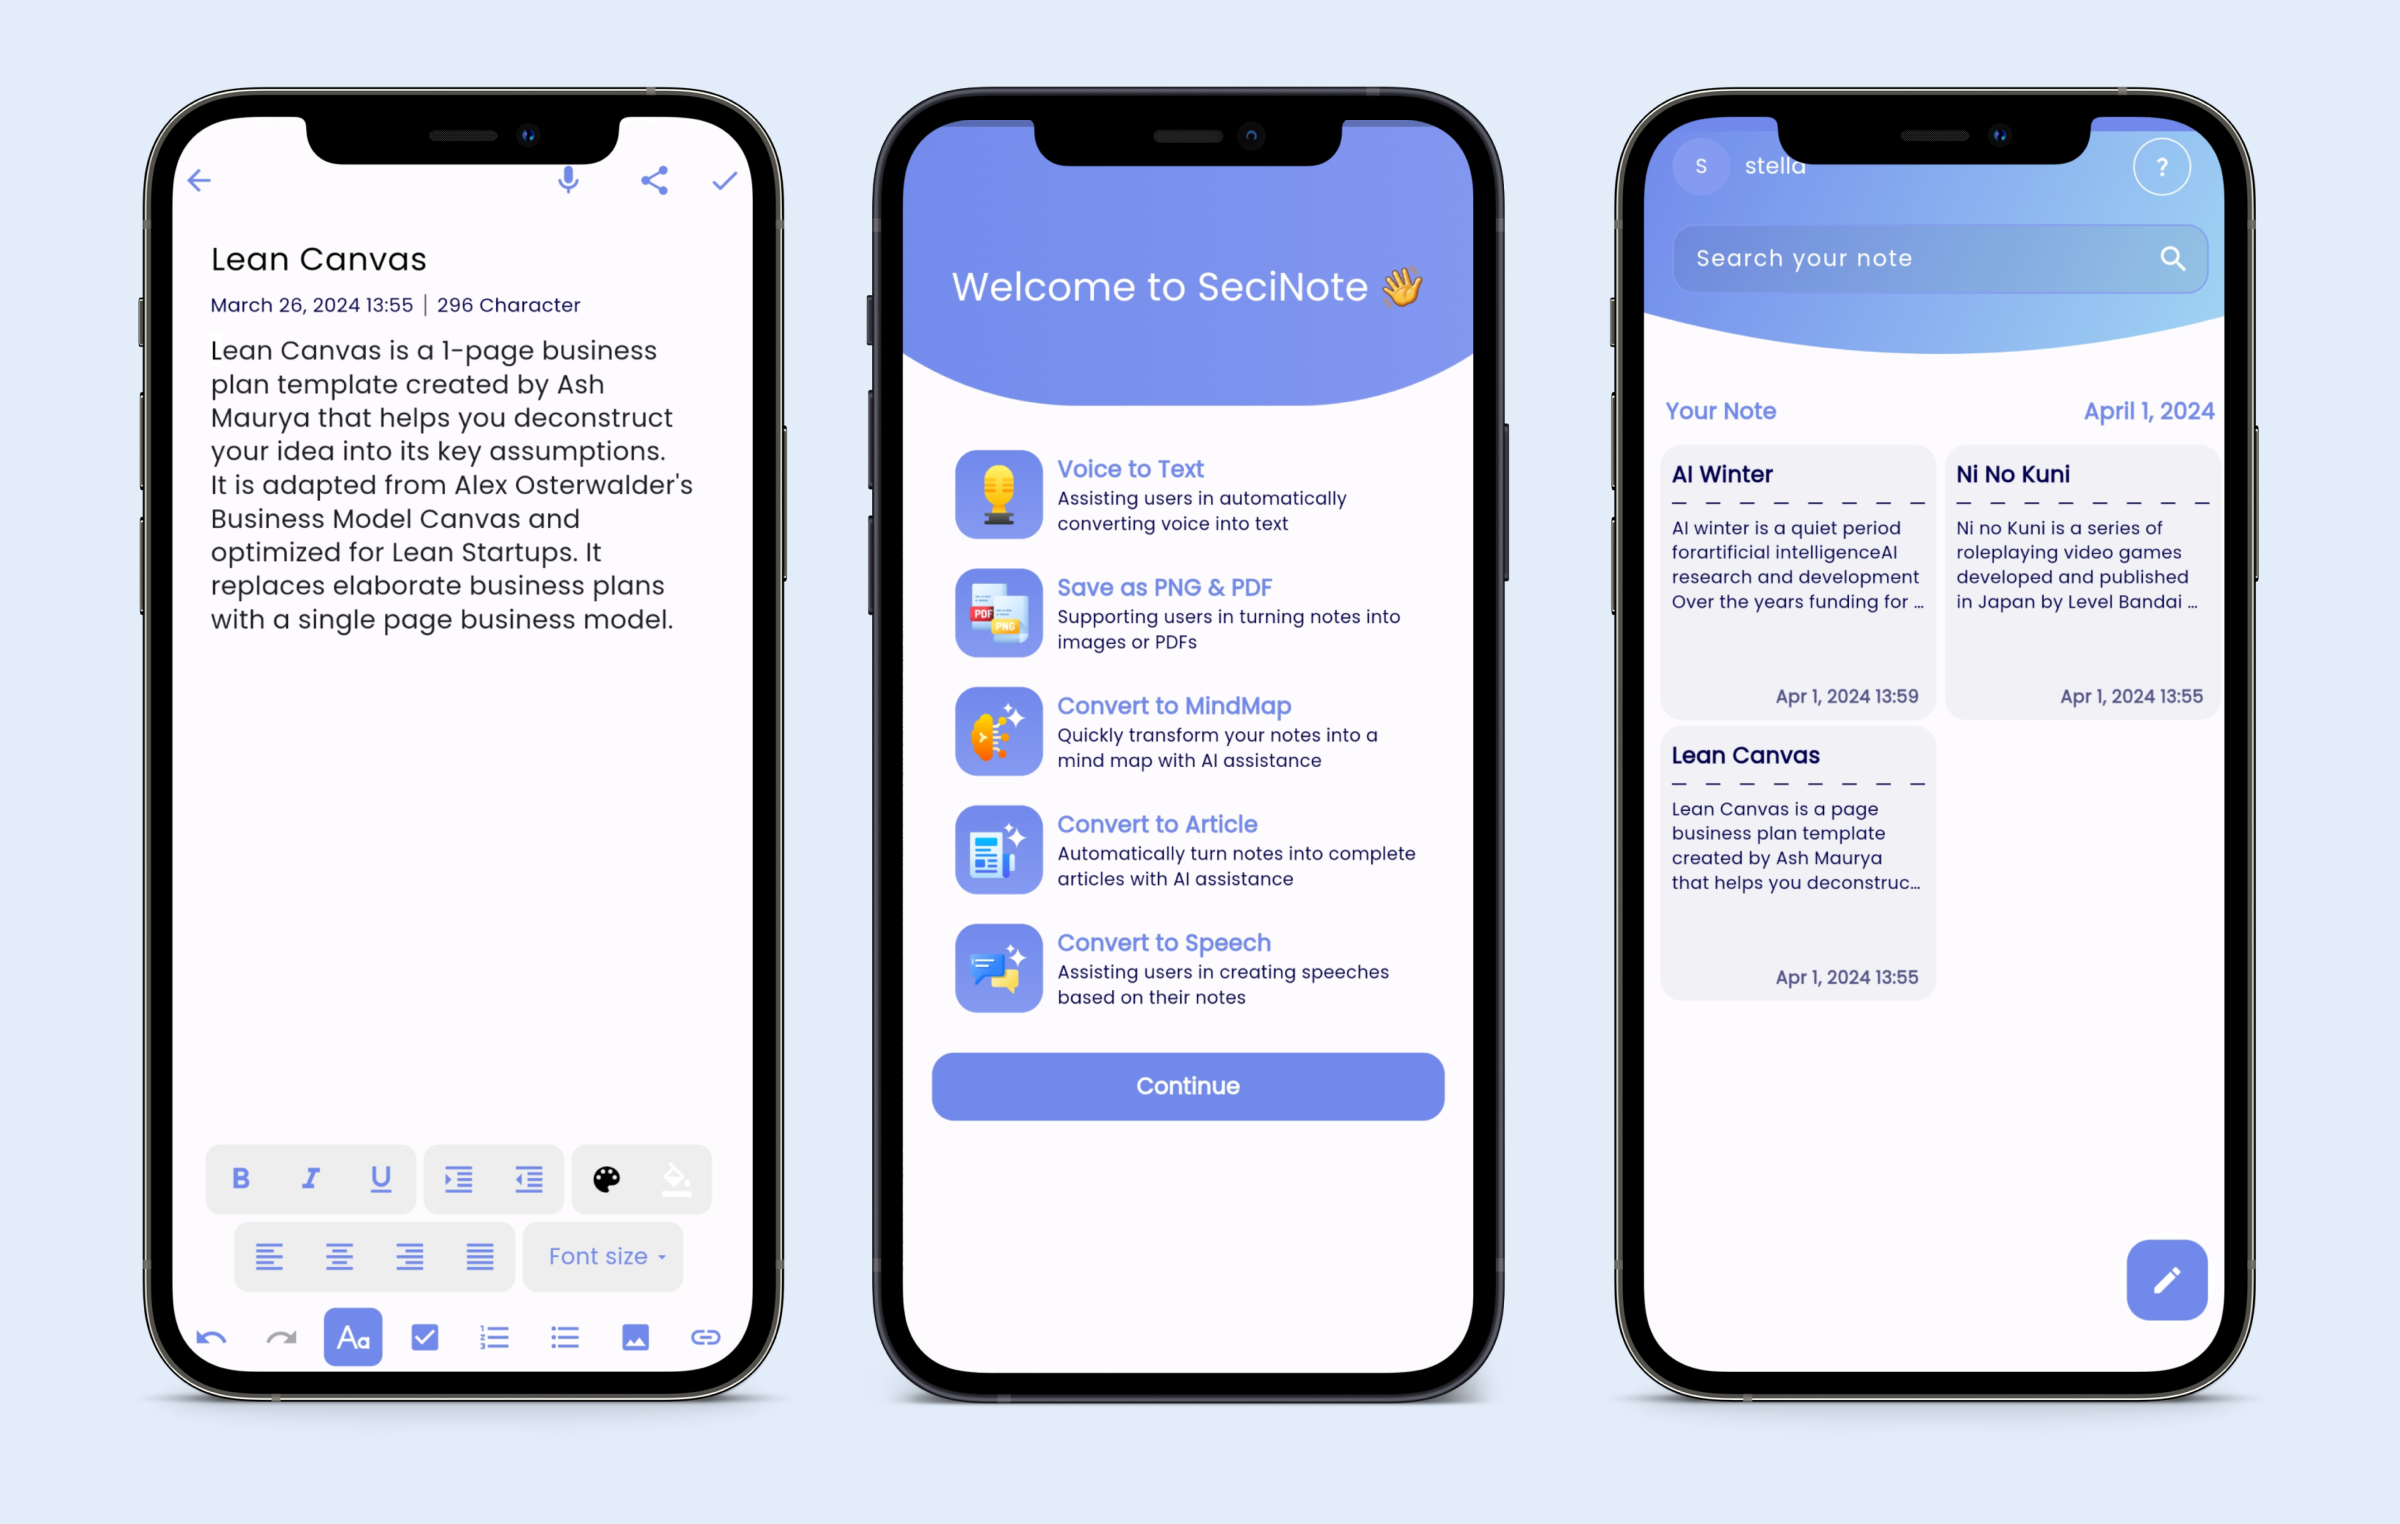 Lean Canvas
March 26, 2024 13:55 | 296 Character
Lean Canvas is a 1-page business
plan template created by Ash
Maurya that helps you deconstruct
your idea into its key assumptions.
It is adapted from Alex Osterwalder's
Business Model Canvas and
optimized for Lean Startups. It
replaces elaborate business plans
with a single page business model.
B I U
Font size
Aa
Welcome to SeciNote 👋
Voice to Text
Assisting users in automatically
converting voice into text
PDF
PNG
Save as PNG & PDF
Supporting users in turning notes into
images or PDFs
Convert to MindMap
Quickly transform your notes into a
mind map with AI assistance
Convert to Article
Automatically turn notes into complete
articles with AI assistance
Convert to Speech
Assisting users in creating speeches
based on their notes
Continue
S stella ?
Search your note
Your Note April 1, 2024
AI Winter
AI winter is a quiet period
forartificial intelligenceAI
research and development
Over the years funding for ...
Apr 1, 2024 13:59
Ni No Kuni
Ni no Kuni is a series of
roleplaying video games
developed and published
in Japan by Level Bandai ...
Apr 1, 2024 13:55
Lean Canvas
Lean Canvas is a page
business plan template
created by Ash Maurya
that helps you deconstruc...
Apr 1, 2024 13:55